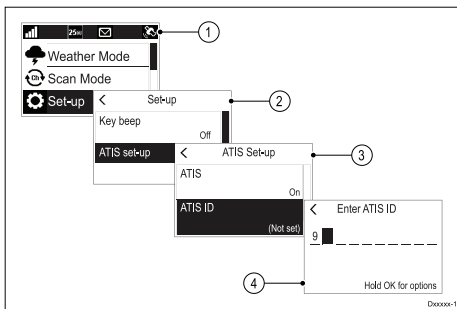 25W
1
Weather Mode
Ch
Scan Mode
Set-up
< Set-up
2
Key beep
Off
ATIS set-up
< ATIS Set-up
3
ATIS
On
ATIS ID
(Not set)
< Enter ATIS ID
9 _ _ _ _ _ _ _ _ _
4
Hold OK for options
Dxxxxx-1